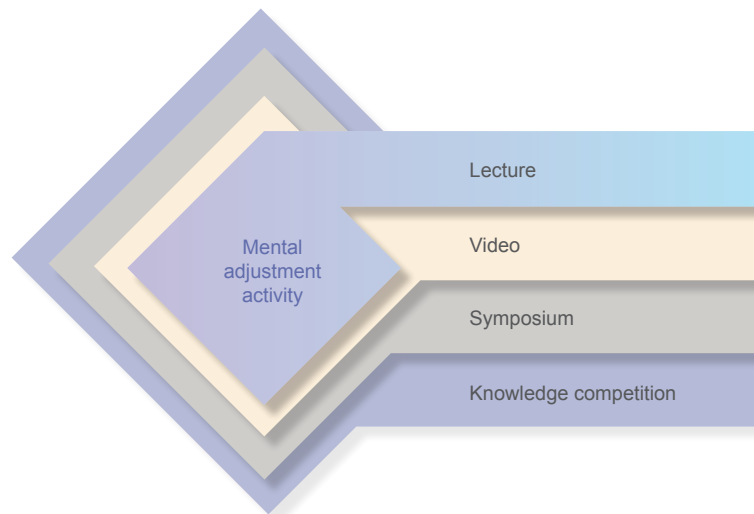 Mental
adjustment
activity
Lecture
Video
Symposium
Knowledge competition